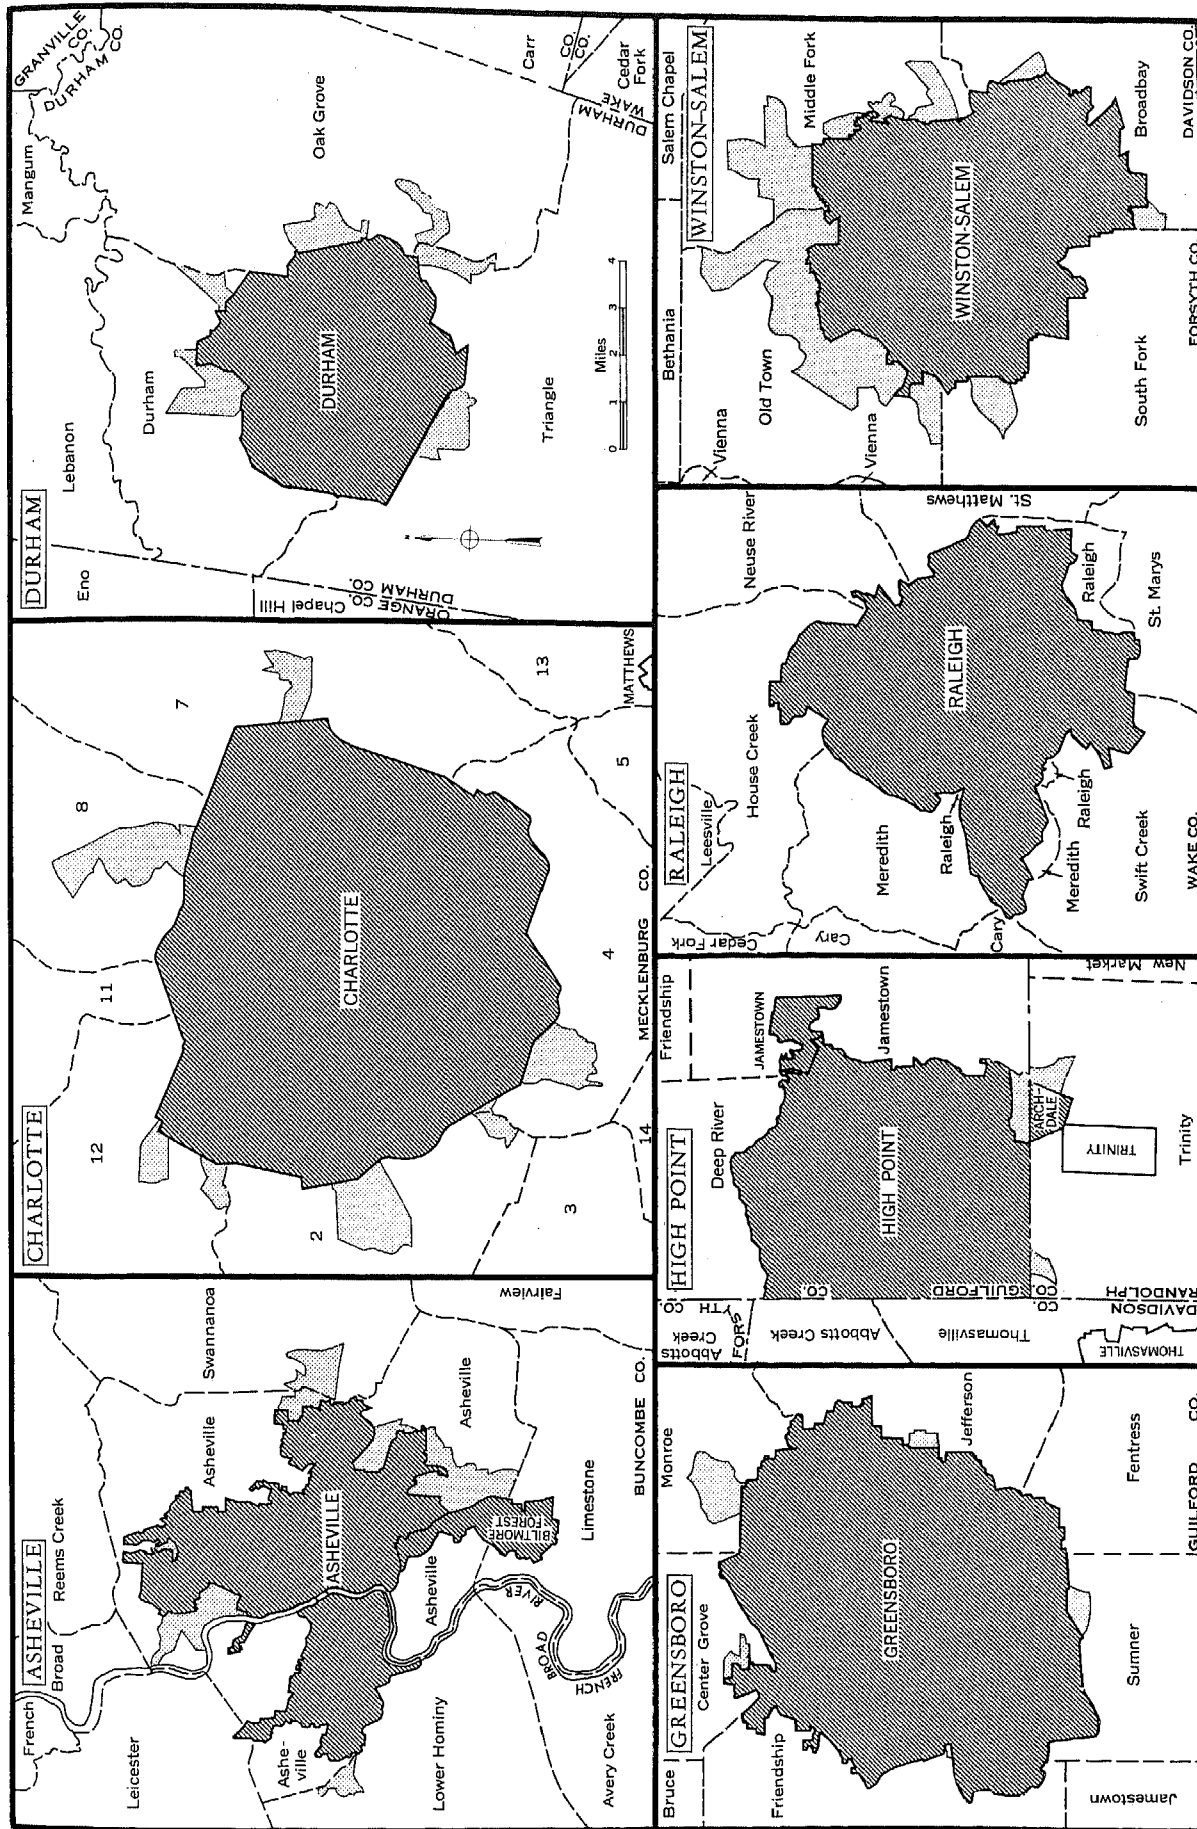 ASHEVILLE
French
Broad
Reems Creek
Swannanoa
Leicester
Asheville
Ashe-
ville
ASHEVILLE
Asheville
Asheville
Fairview
Lower Hominy
BILTMORE
FOREST
Limestone
Avery Creek
FRENCH
BROAD
RIVER
BUNCOMBE CO.
CHARLOTTE
12
11
8
7
2
CHARLOTTE
13
3
14
4
5
MATTHEWS
MECKLENBURG CO.
DURHAM
Eno
Lebanon
Mangum
GRANVILLE
CO.
DURHAM
CO.
Durham
Oak Grove
DURHAM
Chapel Hill
ORANGE CO.
DURHAM CO.
Triangle
Carr
CO.
CO.
Cedar
Fork
WAKE
DURHAM
0 1 2 3 4
Miles
GREENSBORO
Bruce
Center Grove
Monroe
Friendship
GREENSBORO
Jefferson
Jamestown
Sumner
Fentress
GUILFORD CO.
HIGH POINT
Abbotts
Creek
FORSYTH
CO.
Deep River
Friendship
Abbotts Creek
JAMESTOWN
Jamestown
HIGH POINT
Thomasville
CO.
GUILFORD
CO.
CO.
ARCH-
DALE
TRINITY
Trinity
New Market
THOMASVILLE
DAVIDSON
RANDOLPH
RALEIGH
Leesville
House Creek
Neuse River
Cedar Fork
Cary
Meredith
Raleigh
RALEIGH
St. Matthews
Cary
Meredith
Raleigh
Raleigh
Swift Creek
St. Marys
WAKE CO.
WINSTON-SALEM
Bethania
Salem Chapel
Vienna
Old Town
Middle Fork
Vienna
WINSTON-SALEM
South Fork
Broadbay
FORSYTH CO.
DAVIDSON CO.